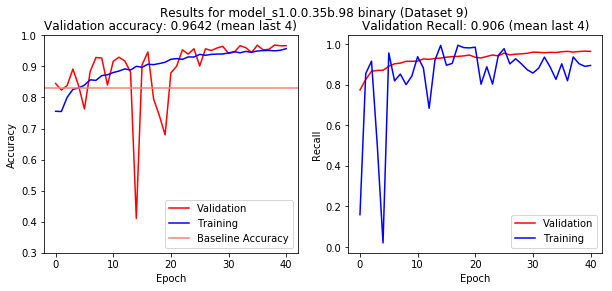 Results for model_s1.0.0.35b.98 binary (Dataset 9)
Validation accuracy: 0.9642 (mean last 4)
1.0
0.9
0.8
0.7
0.6
0.5
0.4
0.3
Accuracy
0 10 20 30 40
Epoch
Validation
Training
Baseline Accuracy
Validation Recall: 0.906 (mean last 4)
1.0
0.8
0.6
0.4
0.2
0.0
Recall
0 10 20 30 40
Epoch
Validation
Training